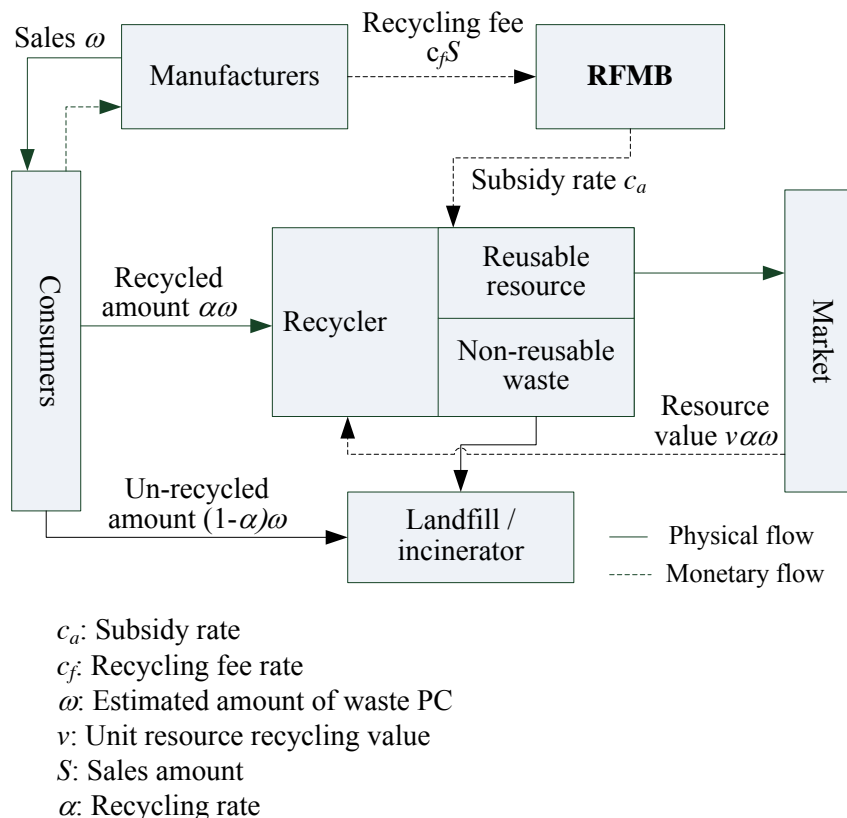 Sales ω
Manufacturers
Recycling fee
c_f S
RFMB
Subsidy rate c_a
Consumers
Recycled
amount αω
Recycler
Reusable
resource
Non-reusable
waste
Market
Resource
value vαω
Un-recycled
amount (1-α)ω
Landfill /
incinerator
Physical flow
Monetary flow
c_a: Subsidy rate
c_f: Recycling fee rate
ω: Estimated amount of waste PC
v: Unit resource recycling value
S: Sales amount
α: Recycling rate